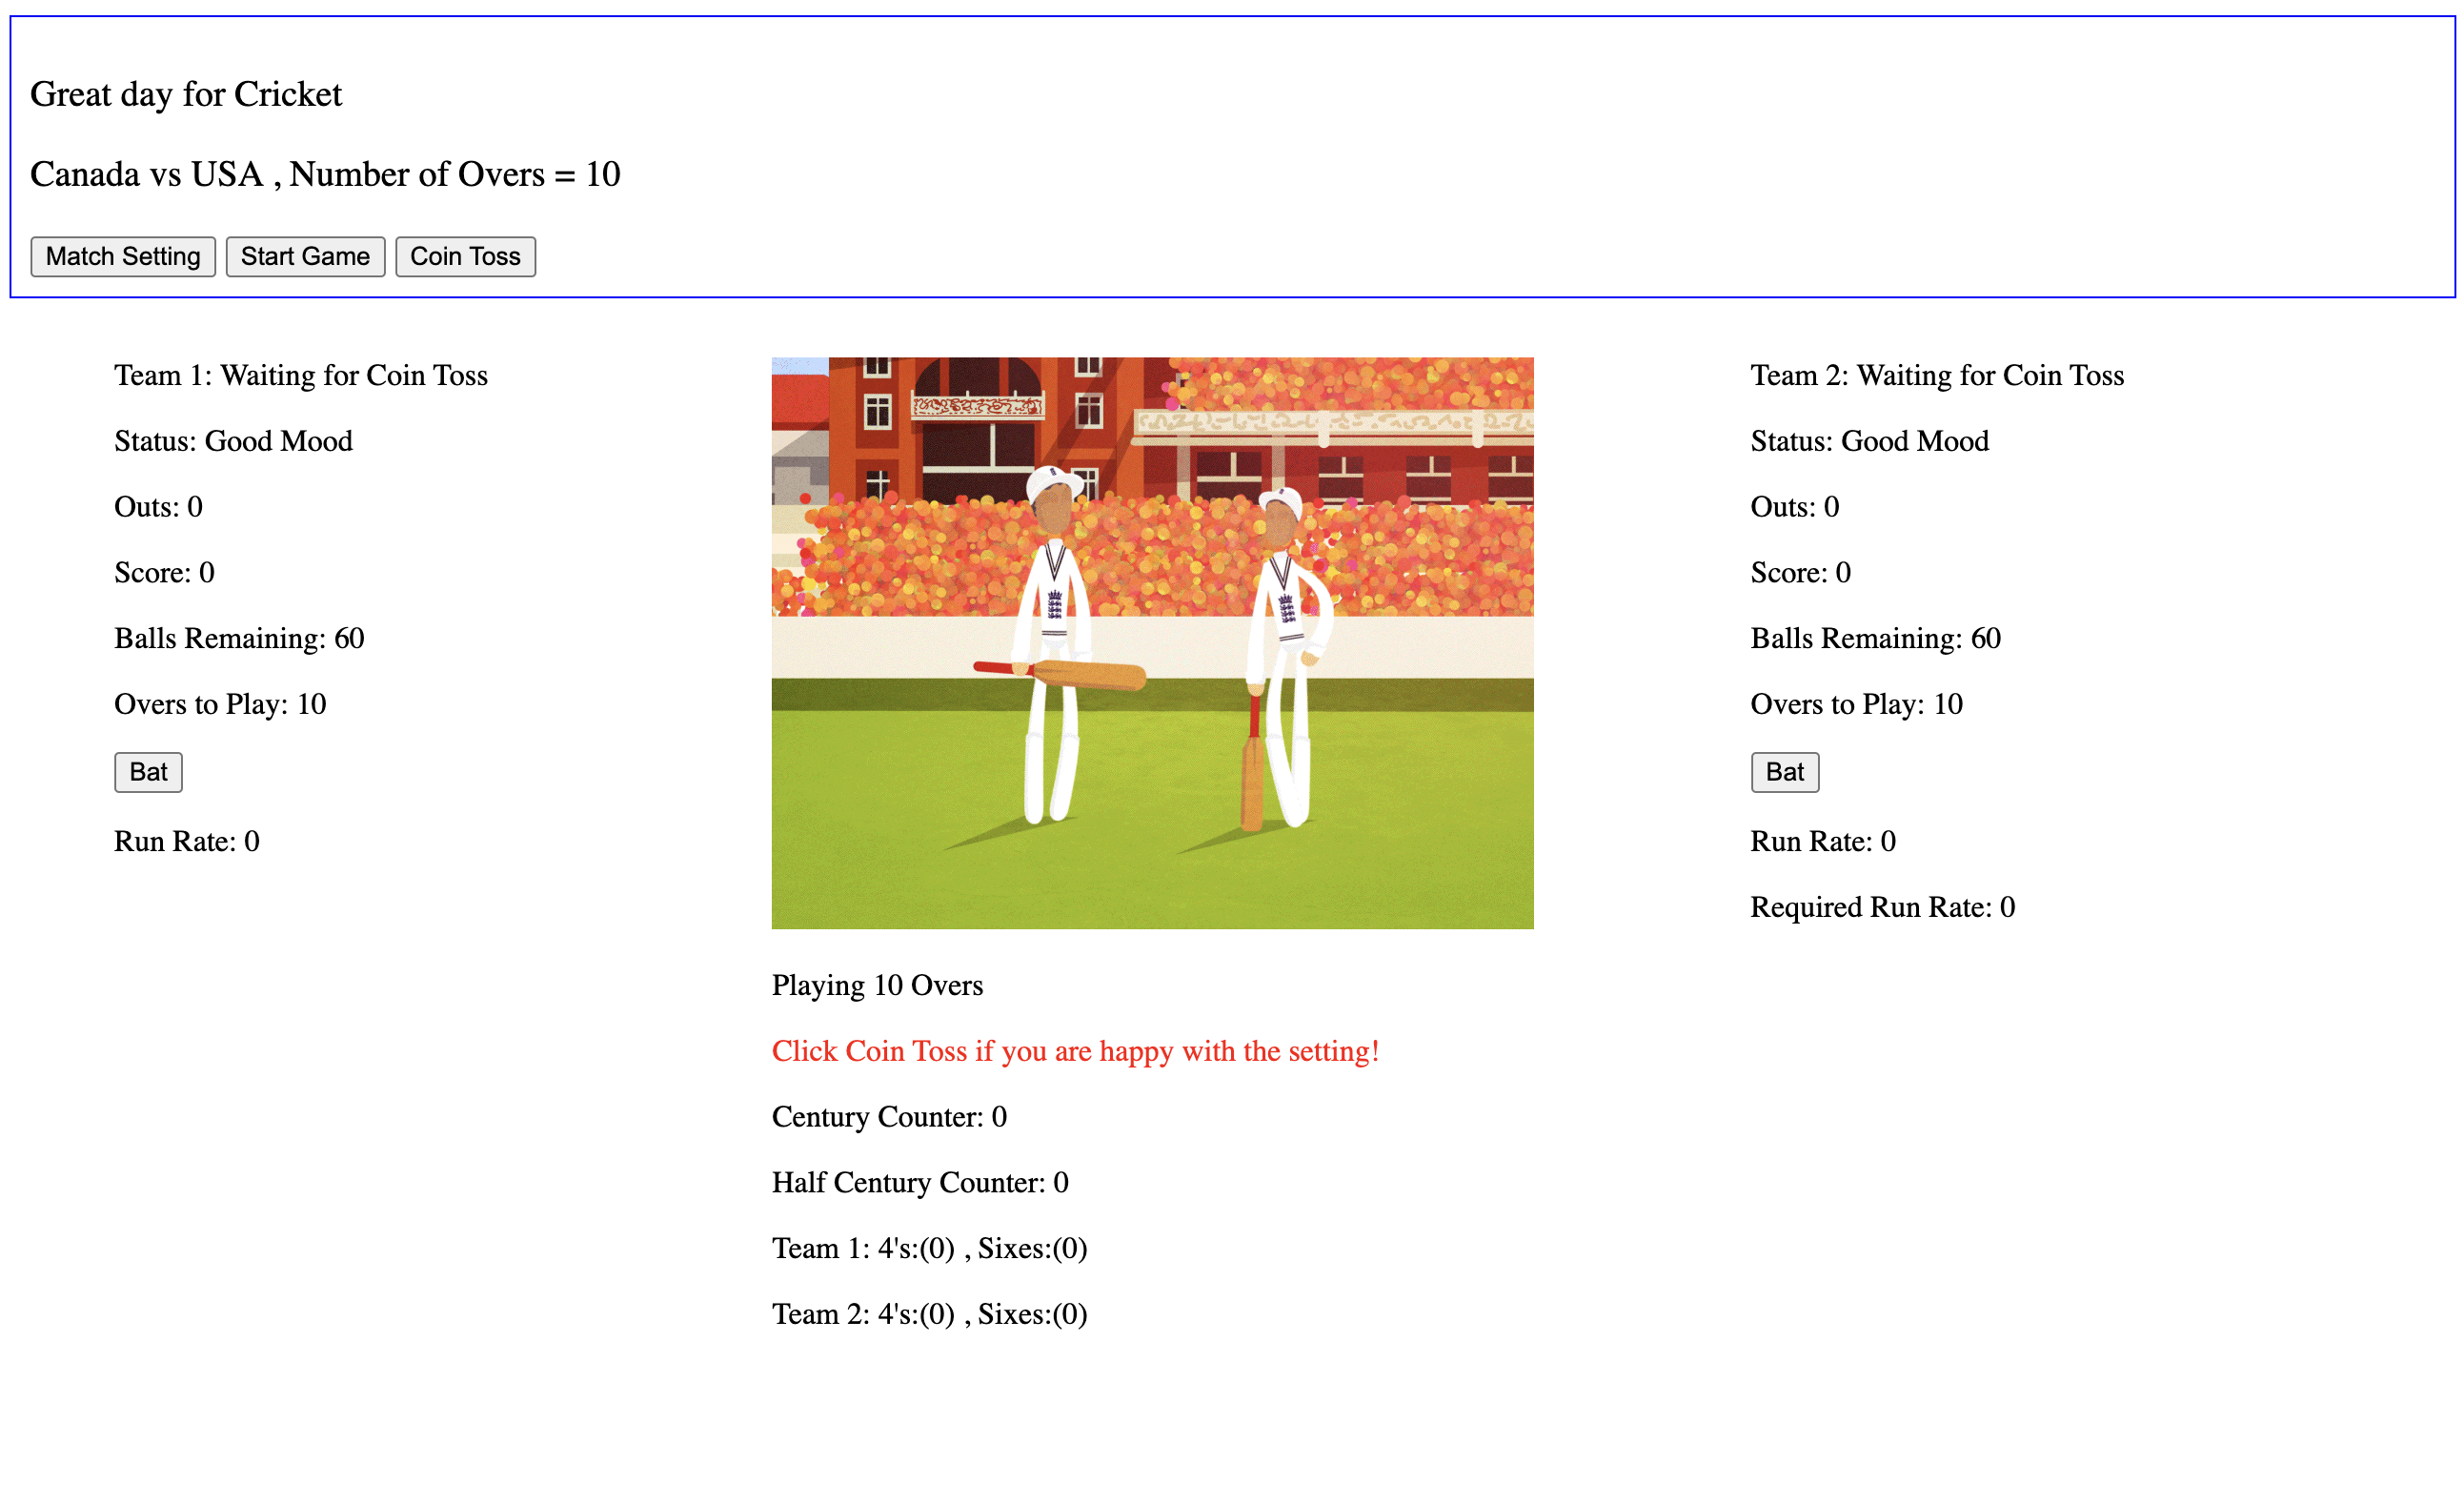 Great day for Cricket
Canada vs USA , Number of Overs = 10
Match Setting Start Game Coin Toss
Team 1: Waiting for Coin Toss
Status: Good Mood
Outs: 0
Score: 0
Balls Remaining: 60
Overs to Play: 10
Bat
Run Rate: 0
Playing 10 Overs
Click Coin Toss if you are happy with the setting!
Century Counter: 0
Half Century Counter: 0
Team 1: 4's:(0) , Sixes:(0)
Team 2: 4's:(0) , Sixes:(0)
Team 2: Waiting for Coin Toss
Status: Good Mood
Outs: 0
Score: 0
Balls Remaining: 60
Overs to Play: 10
Bat
Run Rate: 0
Required Run Rate: 0